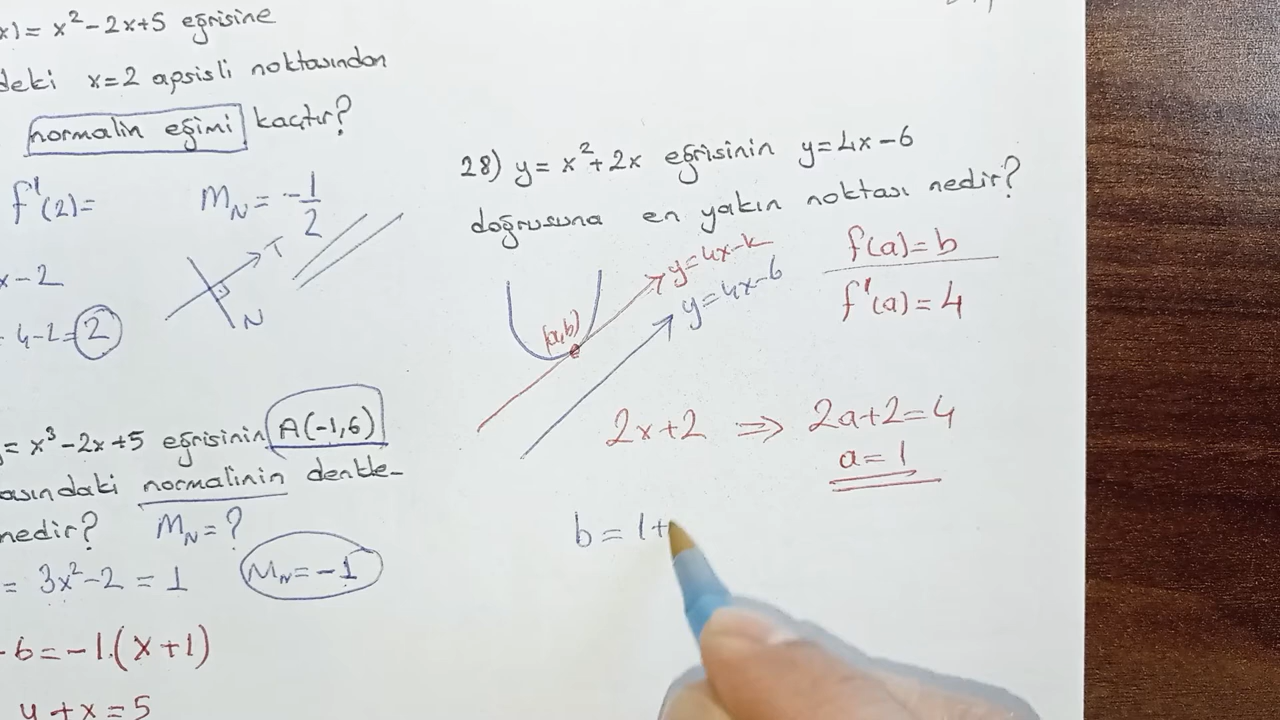 x) = x²-2x+5 eğrisine
deki x=2 apsisli noktasından
normalin eğimi kaçtır?
f'(2)=
m_N = -1/2
T
N
x-2
4-2=2
= x³-2x+5 eğrisinin A(-1,6)
asındaki normalinin denkle-
nedir? m_N=?
= 3x²-2 = 1
m_N=-1
-6=-1.(x+1)
y+x=5
28) y= x²+2x eğrisinin y=4x-6
doğrusuna en yakın noktası nedir?
y=4x-k
y=4x-6
(a,b)
f(a)=b
f'(a)=4
2x+2 ⇒ 2a+2=4
a=1
b=1+